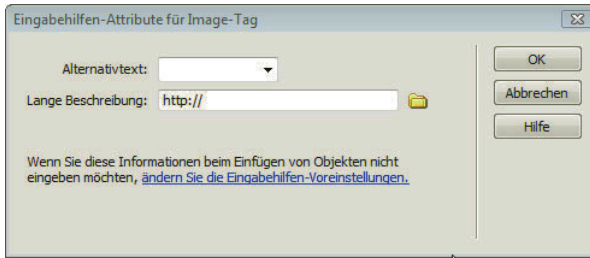 Eingabehilfen-Attribute für Image-Tag
Alternativtext:
OK
Lange Beschreibung: http://
Abbrechen
Hilfe
Wenn Sie diese Informationen beim Einfügen von Objekten nicht
eingeben möchten, ändern Sie die Eingabehilfen-Voreinstellungen.